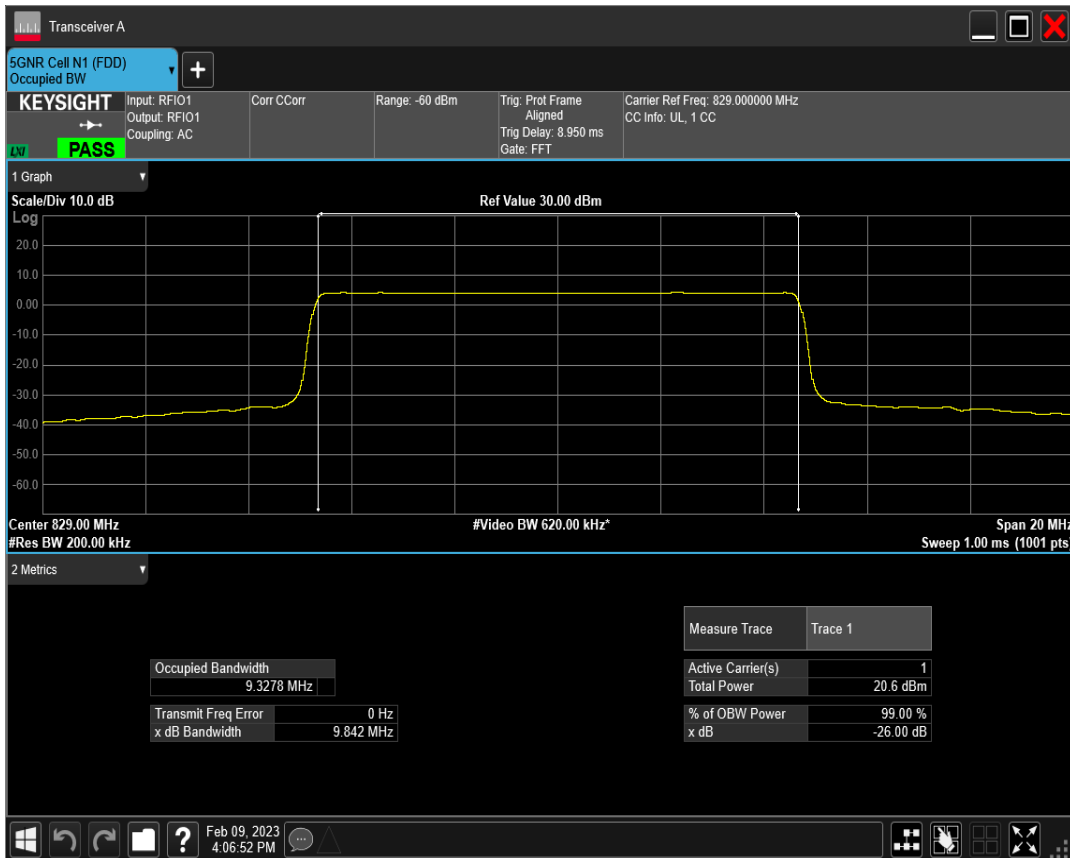 Transceiver A
5GNR Cell N1 (FDD)
Occupied BW
+
KEYSIGHT
LXI
PASS
Input: RFIO1
Output: RFIO1
Coupling: AC
Corr CCorr
Range: -60 dBm
Trig: Prot Frame
Aligned
Trig Delay: 8.950 ms
Gate: FFT
Carrier Ref Freq: 829.000000 MHz
CC Info: UL, 1 CC
1 Graph
Scale/Div 10.0 dB
Ref Value 30.00 dBm
Log
20.0
10.0
0.00
-10.0
-20.0
-30.0
-40.0
-50.0
-60.0
Center 829.00 MHz
#Video BW 620.00 kHz*
Span 20 MHz
#Res BW 200.00 kHz
Sweep 1.00 ms (1001 pts)
2 Metrics
Measure Trace Trace 1
Occupied Bandwidth
9.3278 MHz
Active Carrier(s) 1
Total Power 20.6 dBm
Transmit Freq Error 0 Hz
x dB Bandwidth 9.842 MHz
% of OBW Power 99.00 %
x dB -26.00 dB
?
Feb 09, 2023
4:06:52 PM